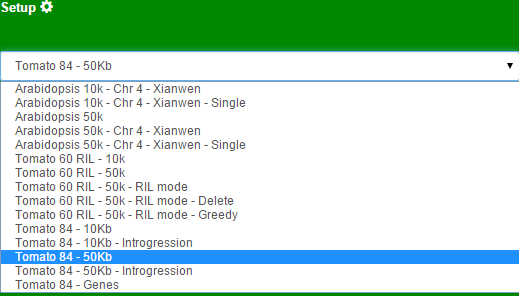 Setup
Tomato 84 - 50Kb
Arabidopsis 10k - Chr 4 - Xianwen
Arabidopsis 10k - Chr 4 - Xianwen - Single
Arabidopsis 50k
Arabidopsis 50k - Chr 4 - Xianwen
Arabidopsis 50k - Chr 4 - Xianwen - Single
Tomato 60 RIL - 10k
Tomato 60 RIL - 50k
Tomato 60 RIL - 50k - RIL mode
Tomato 60 RIL - 50k - RIL mode - Delete
Tomato 60 RIL - 50k - RIL mode - Greedy
Tomato 84 - 10Kb
Tomato 84 - 10Kb - Introgression
Tomato 84 - 50Kb
Tomato 84 - 50Kb - Introgression
Tomato 84 - Genes